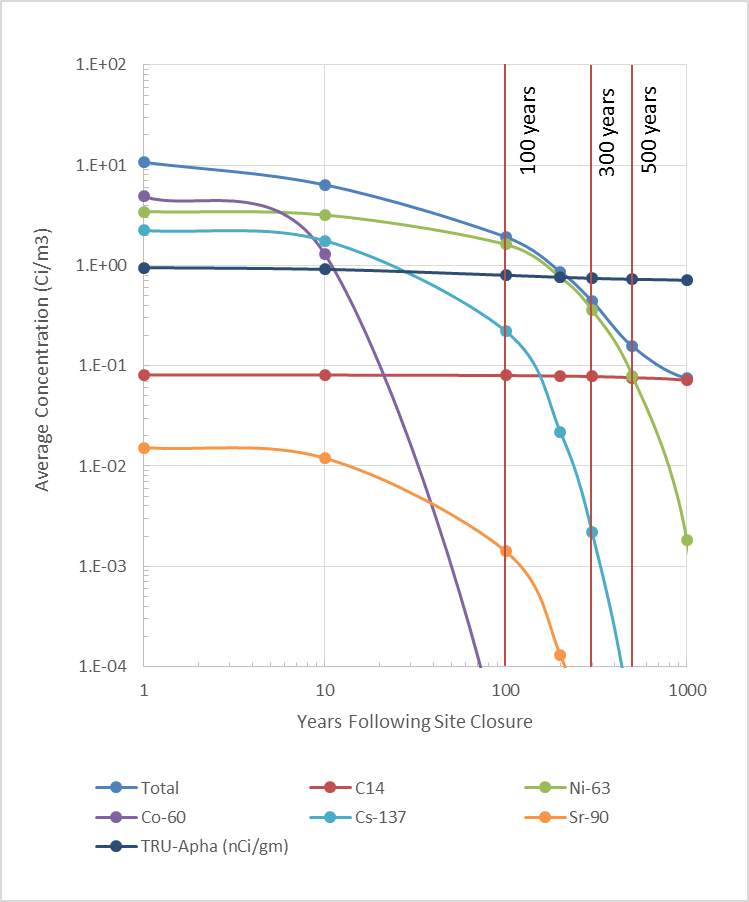 1.E+02
1.E+01
1.E+00
1.E-01
1.E-02
1.E-03
1.E-04
Average Concentration (Ci/m3)
100 years
300 years
500 years
1 10 100 1000
Years Following Site Closure
Total C14 Ni-63
Co-60 Cs-137 Sr-90
TRU-Apha (nCi/gm)